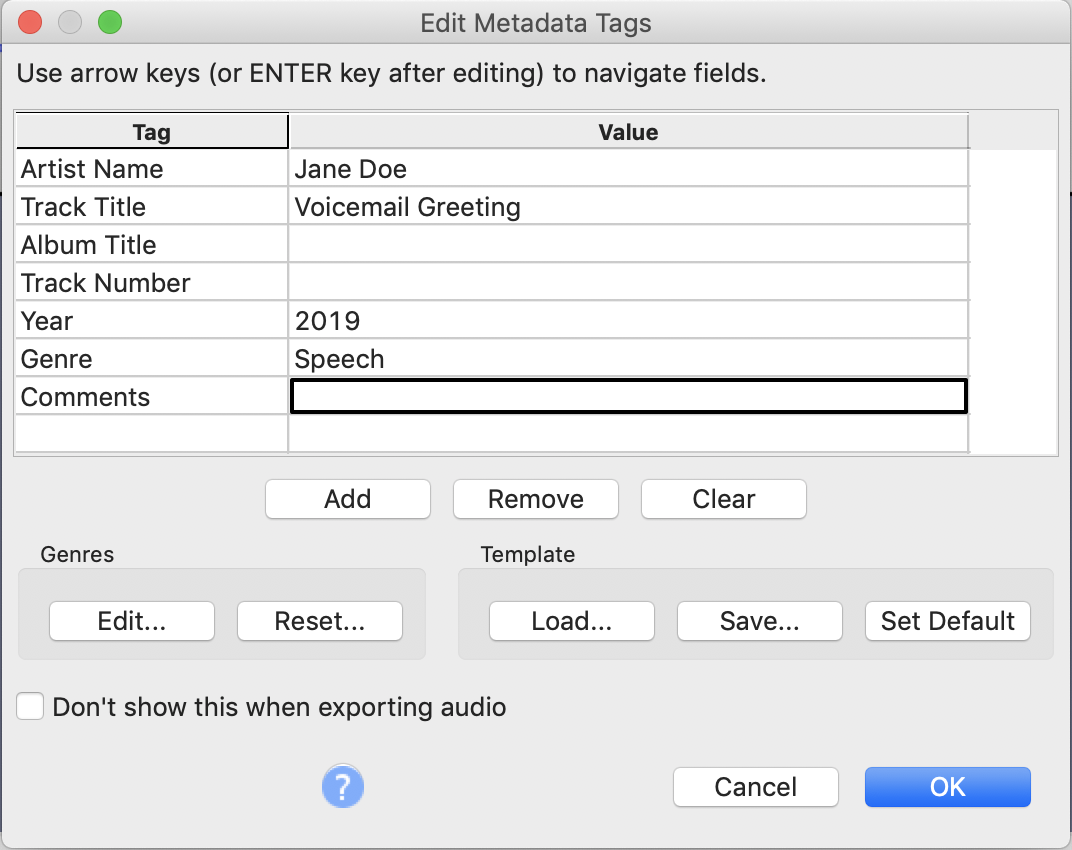 Edit Metadata Tags
Use arrow keys (or ENTER key after editing) to navigate fields.
Tag Value
Artist Name Jane Doe
Track Title Voicemail Greeting
Album Title
Track Number
Year 2019
Genre Speech
Comments
Add Remove Clear
Genres Template
Edit... Reset... Load... Save... Set Default
Don't show this when exporting audio
? Cancel OK